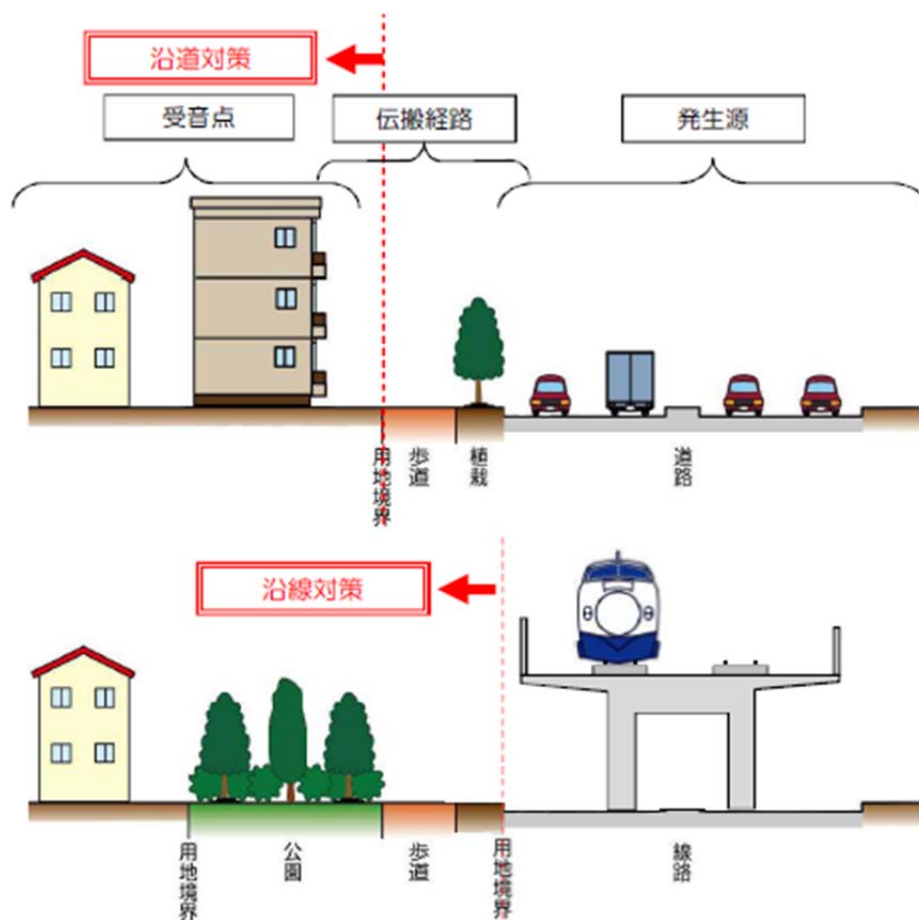 沿道対策
受音点
伝搬経路
発生源
用地境界
歩道
植栽
道路
沿線対策
用地境界
公園
歩道
用地境界
線路